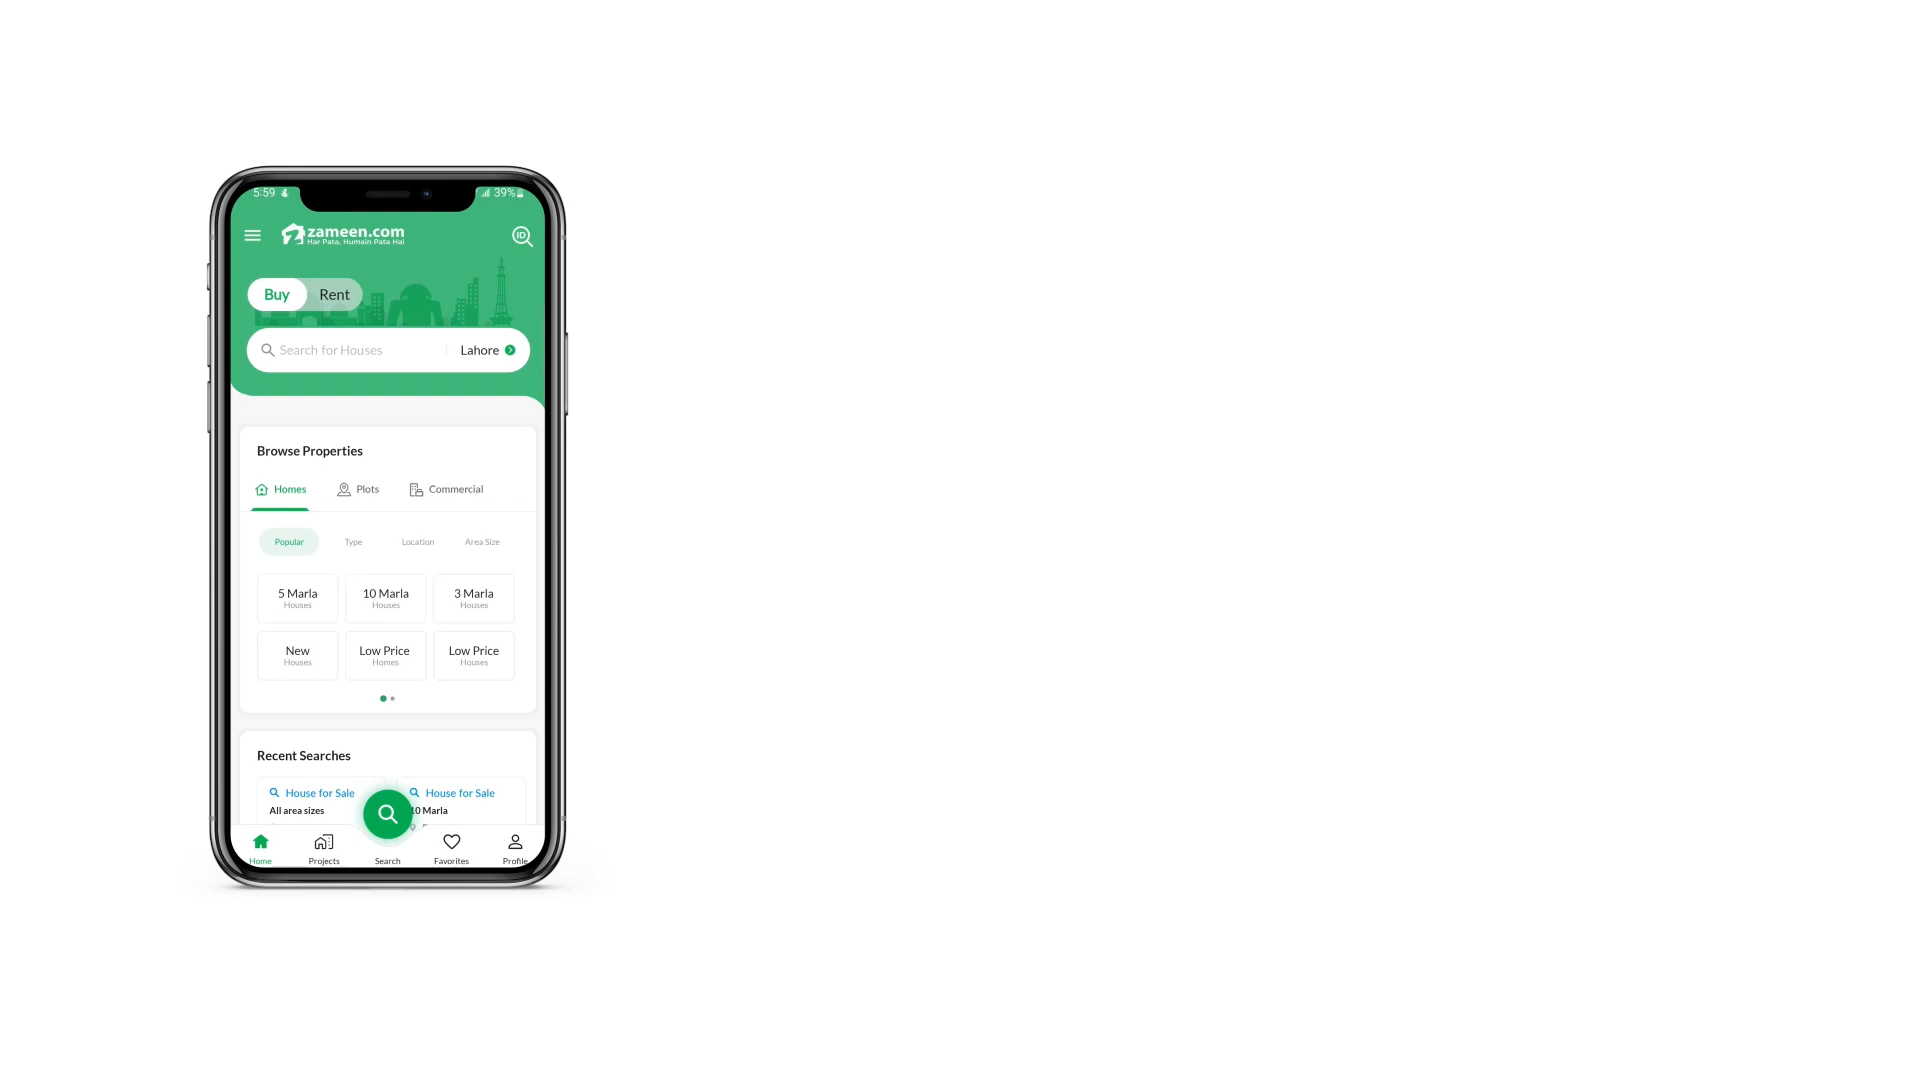 5:59
39%
zameen.com
Har Pata, Humain Pata Hai
ID
Buy
Rent
Search for Houses
Lahore
Browse Properties
Homes
Plots
Commercial
Popular
Type
Location
Area Size
5 Marla
Houses
10 Marla
Houses
3 Marla
Houses
New
Houses
Low Price
Homes
Low Price
Houses
Recent Searches
House for Sale
All area sizes
House for Sale
10 Marla
Home
Projects
Search
Favorites
Profile